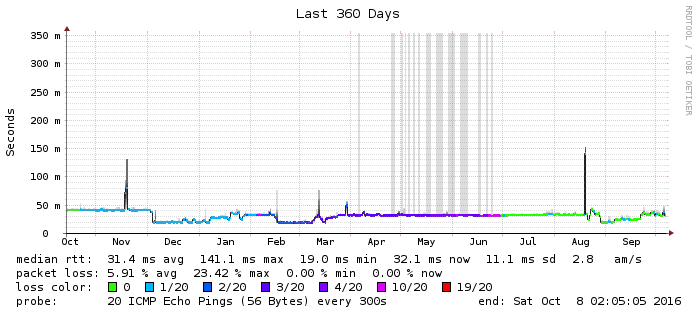 Last 360 Days
RRDTOOL / TOBI OETIKER
Seconds
350 m
300 m
250 m
200 m
150 m
100 m
50 m
0
Oct Nov Dec Jan Feb Mar Apr May Jun Jul Aug Sep
median rtt: 31.4 ms avg 141.1 ms max 19.0 ms min 32.1 ms now 11.1 ms sd 2.8 am/s
packet loss: 5.91 % avg 23.42 % max 0.00 % min 0.00 % now
loss color: 0 1/20 2/20 3/20 4/20 10/20 19/20
probe: 20 ICMP Echo Pings (56 Bytes) every 300s end: Sat Oct 8 02:05:05 2016